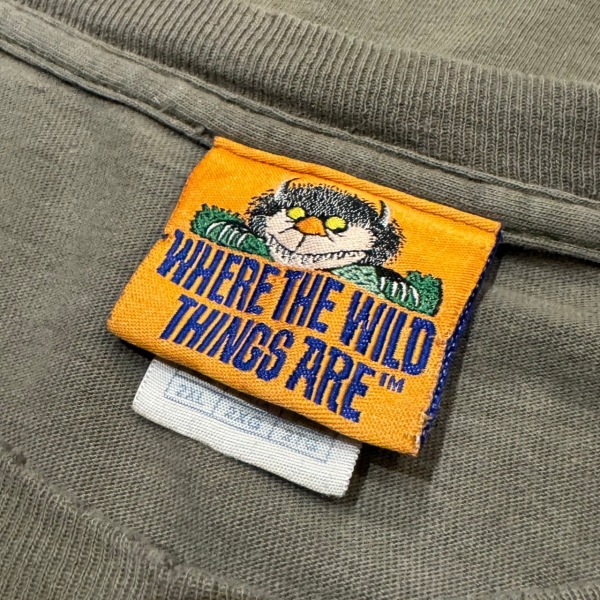 WHERE THE WILD
THINGS ARE™
2XL 2XG 2TG